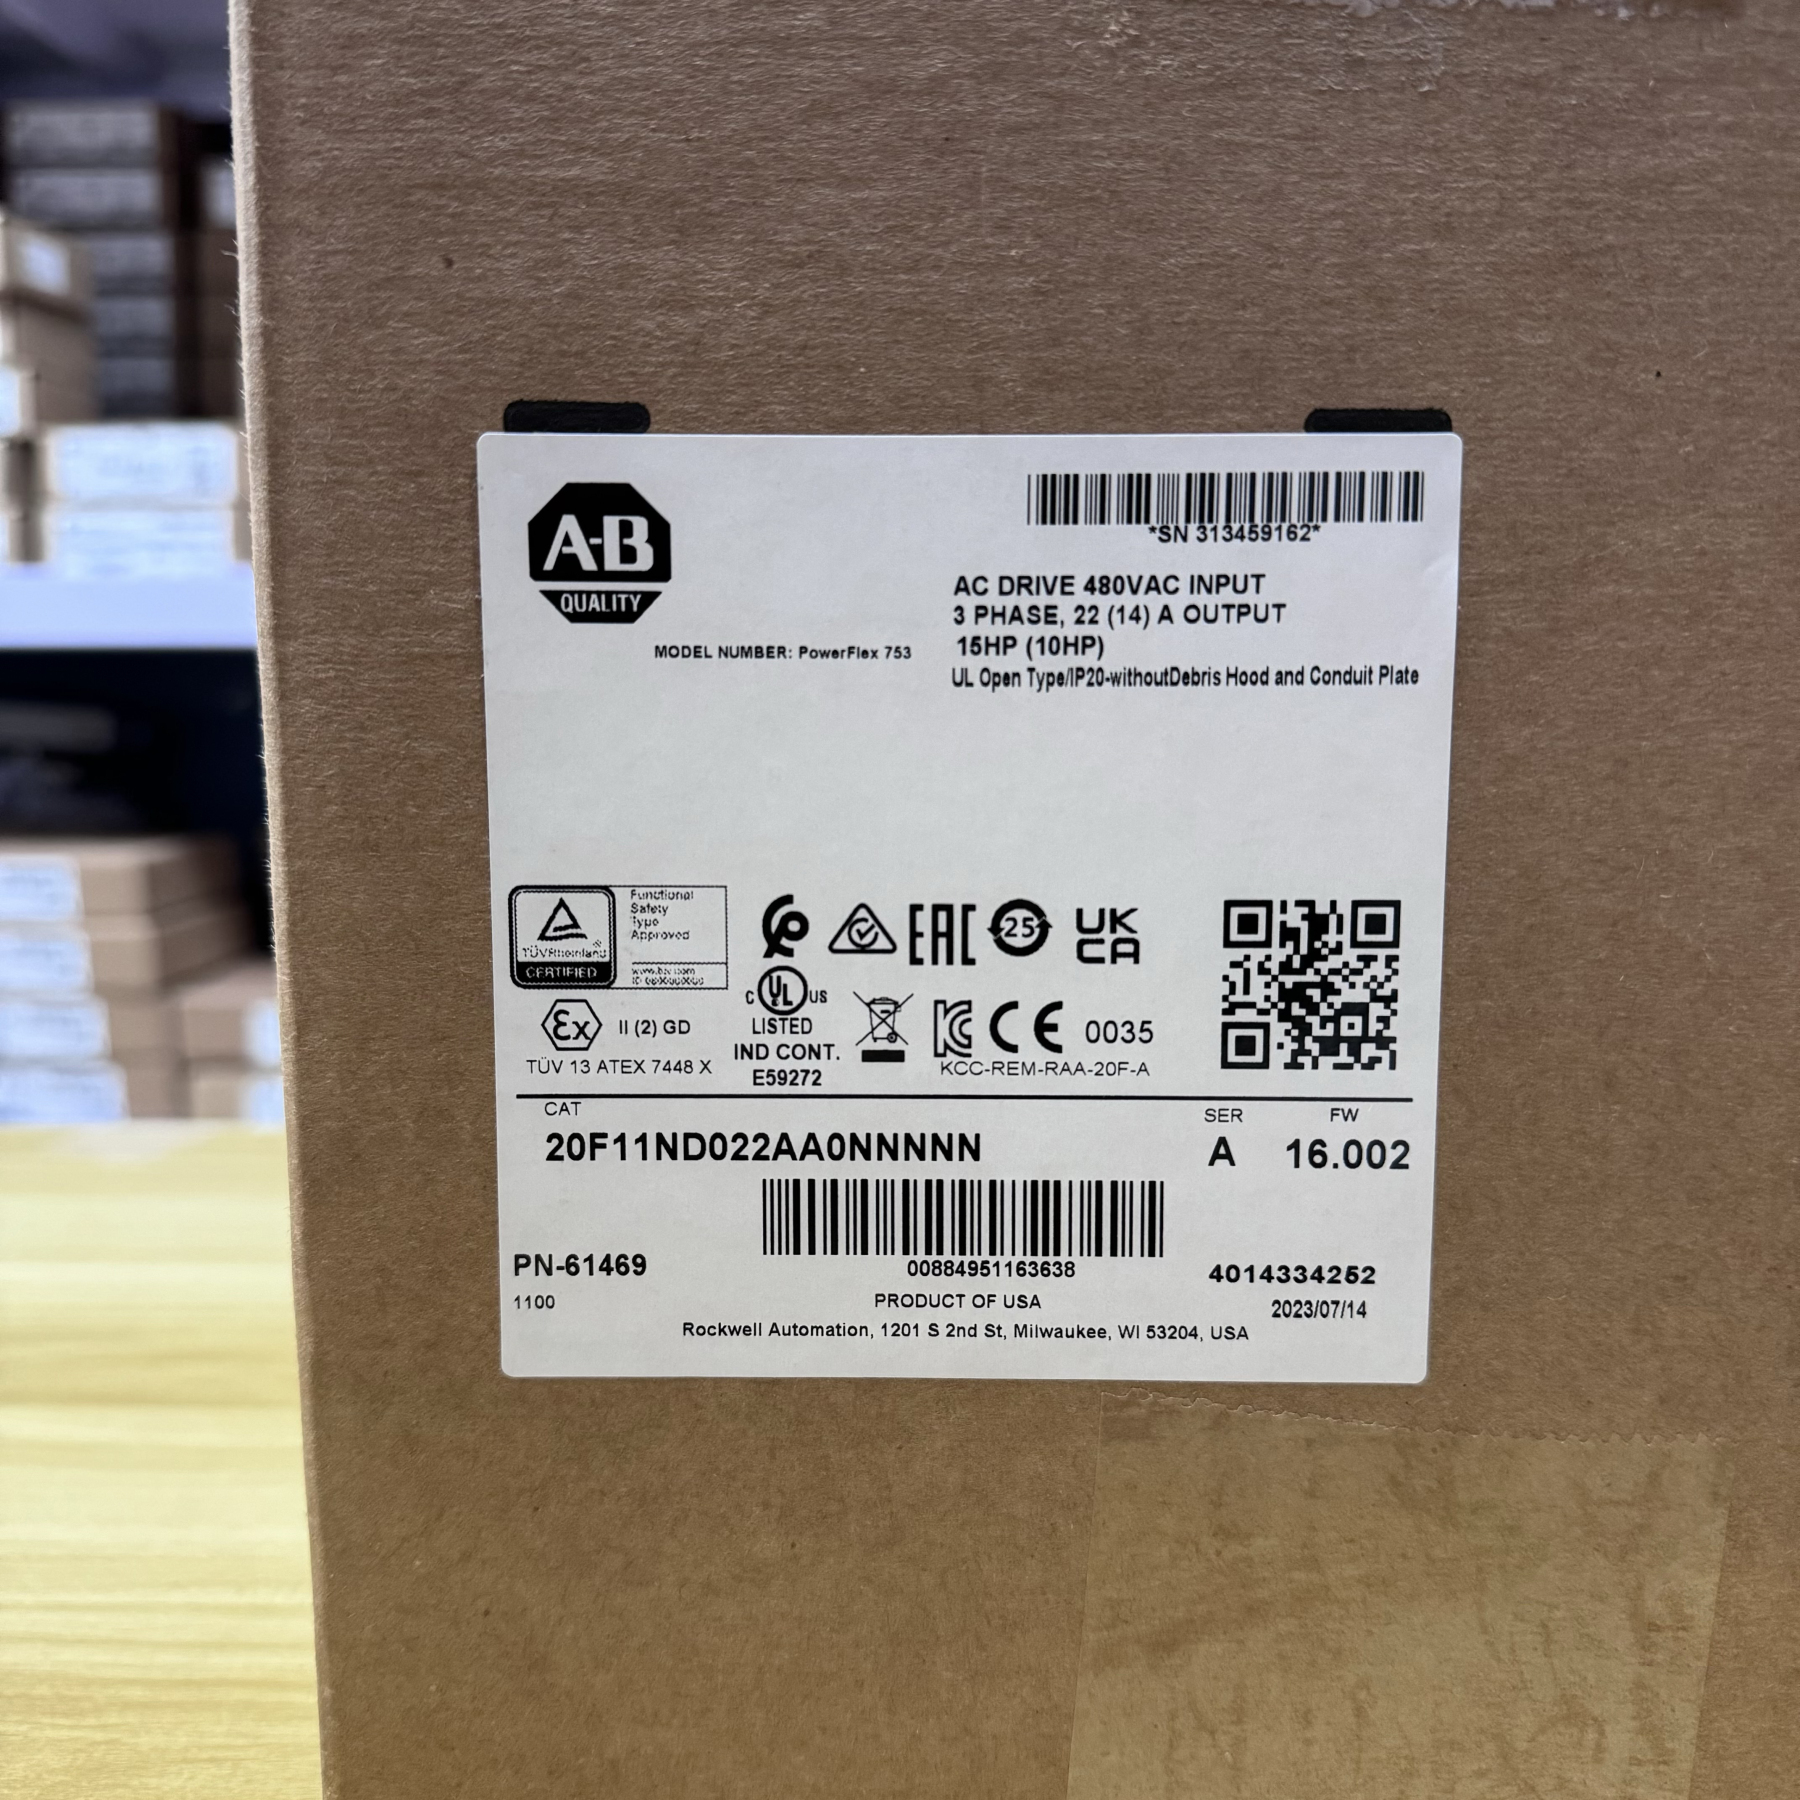 A-B
QUALITY
*SN 313459162*
AC DRIVE 480VAC INPUT
3 PHASE, 22 (14) A OUTPUT
15HP (10HP)
MODEL NUMBER: PowerFlex 753
UL Open Type/IP20-withoutDebris Hood and Conduit Plate
Functional
Safety
Type
Approved
TÜVRheinland
CERTIFIED
EAC
25
UK
CA
C UL US
LISTED
IND CONT.
E59272
Ex II (2) GD
TÜV 13 ATEX 7448 X
CE 0035
KCC-REM-RAA-20F-A
CAT
SER
FW
20F11ND022AA0NNNNN
A
16.002
PN-61469
00884951163638
4014334252
1100
PRODUCT OF USA
2023/07/14
Rockwell Automation, 1201 S 2nd St, Milwaukee, WI 53204, USA